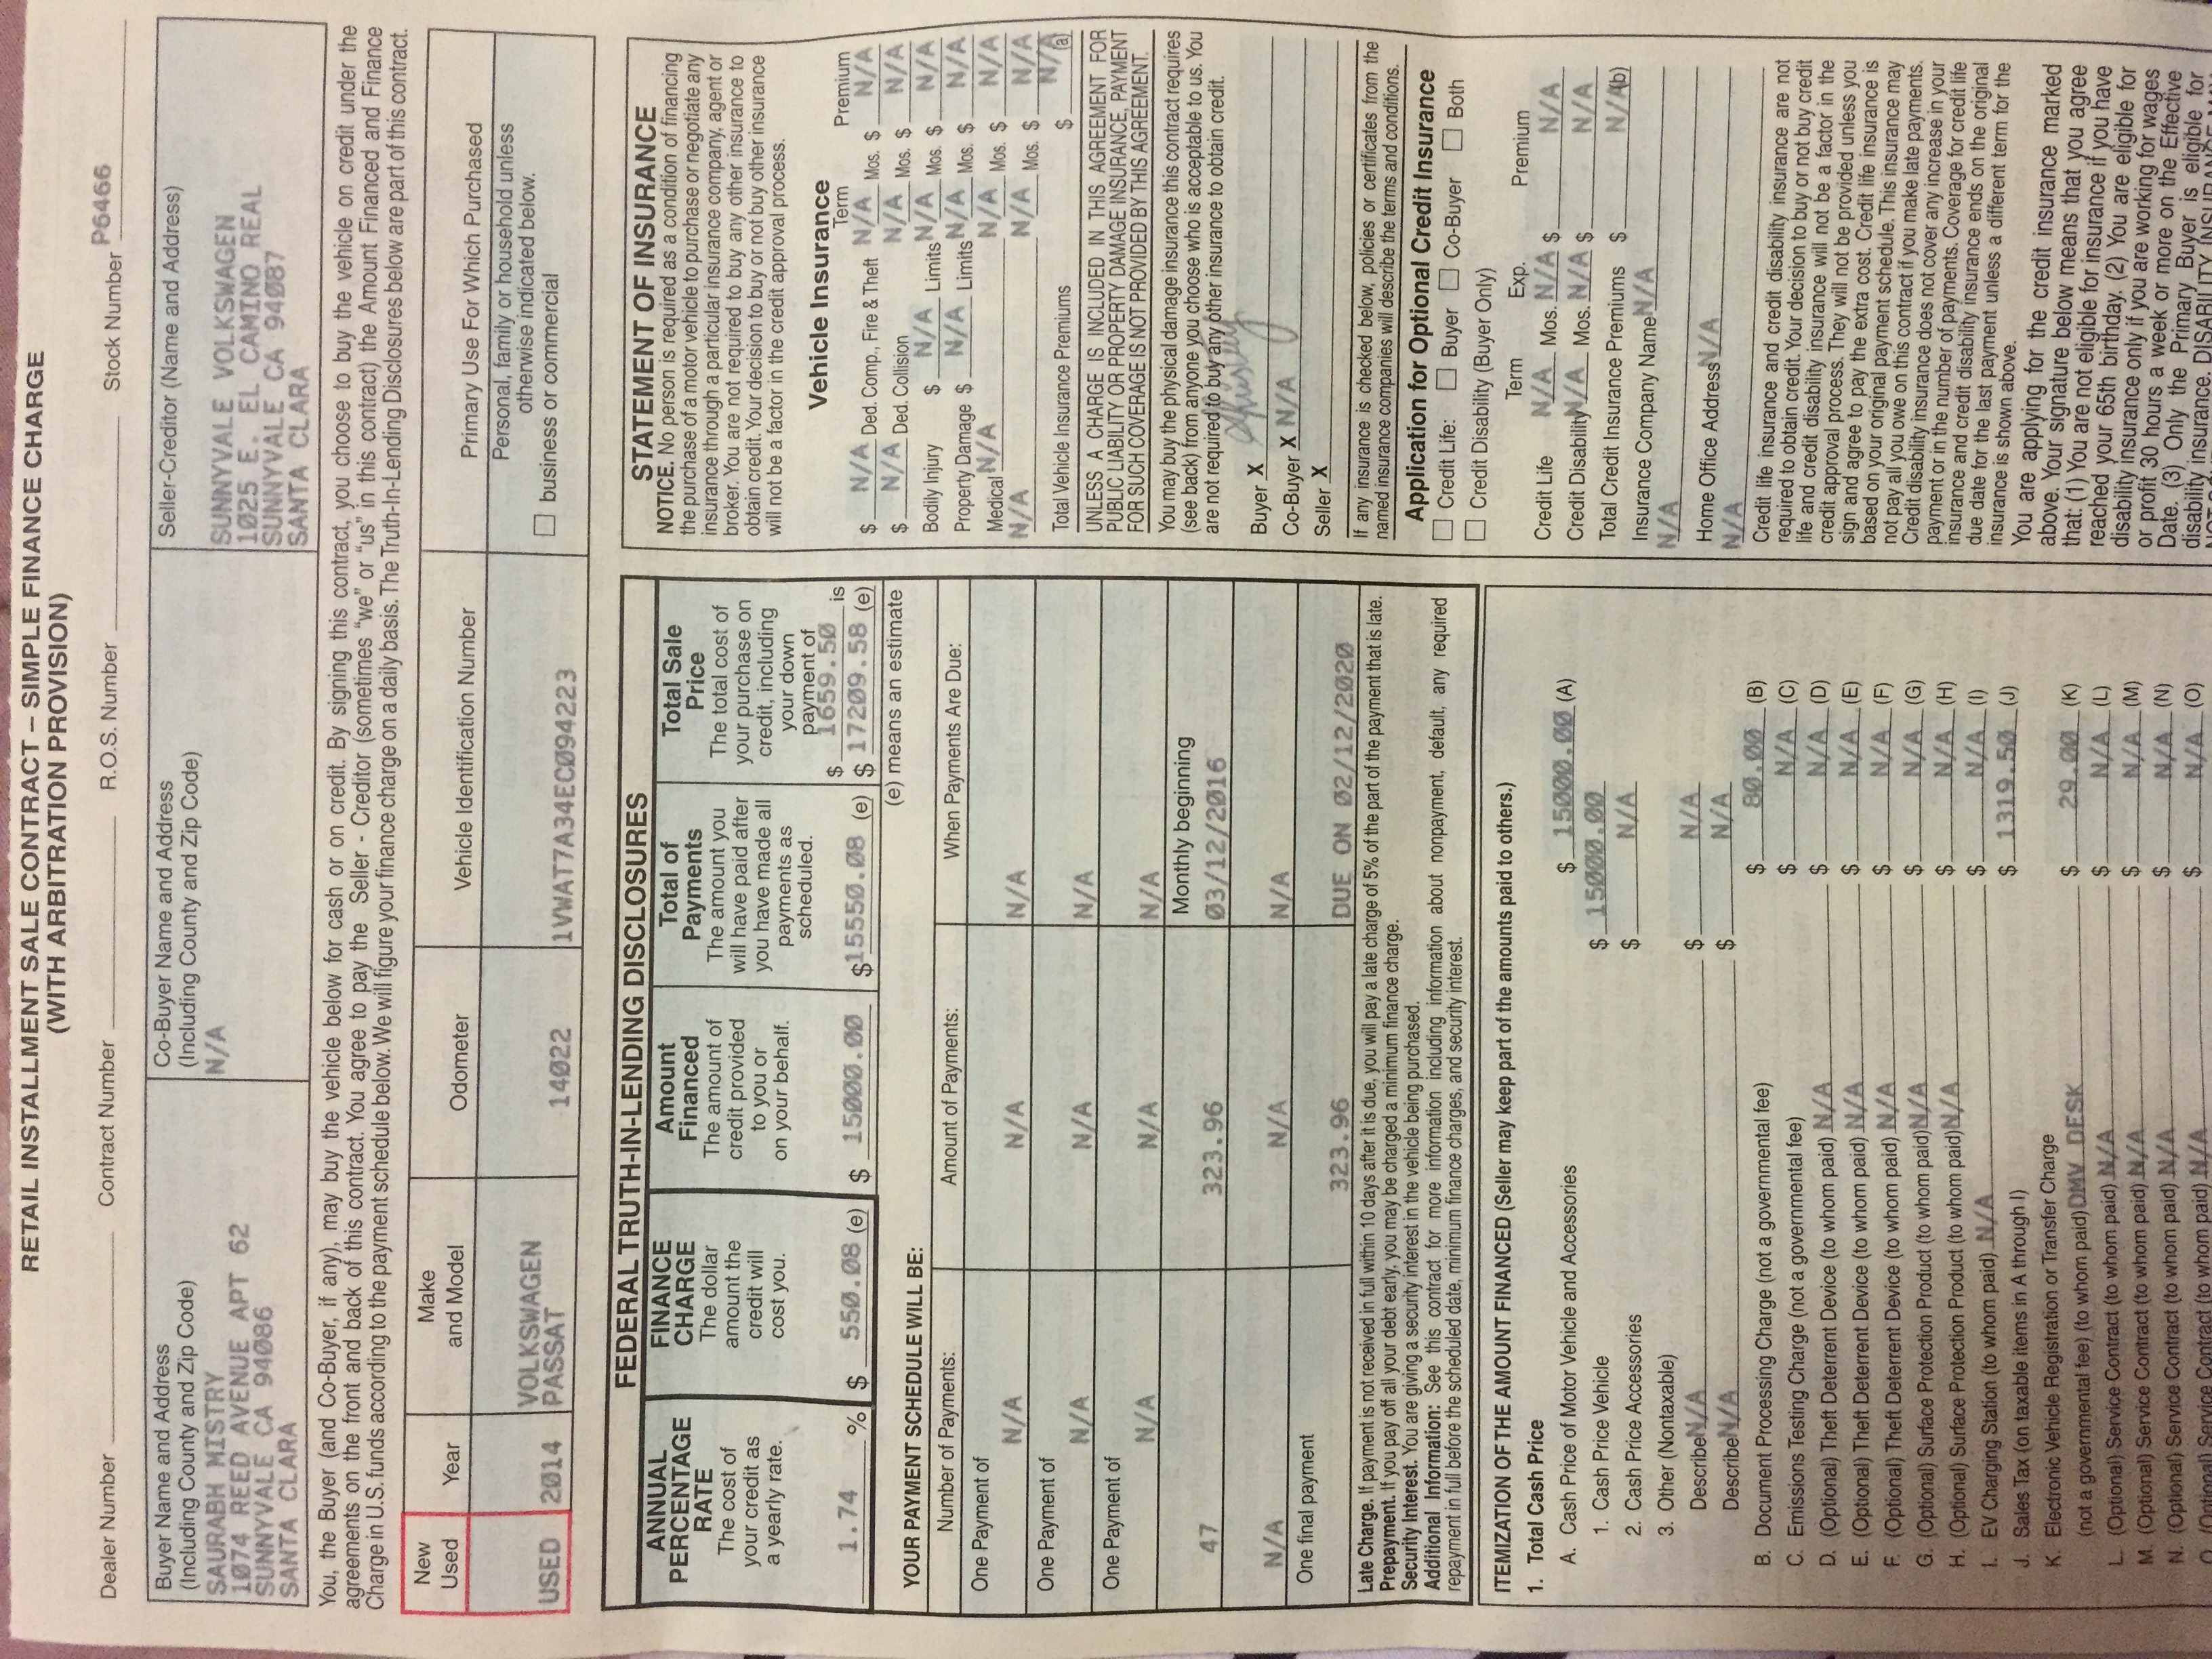 RETAIL INSTALLMENT SALE CONTRACT – SIMPLE FINANCE CHARGE
(WITH ARBITRATION PROVISION)
Dealer Number Contract Number R.O.S. Number Stock Number P6466
Buyer Name and Address
(Including County and Zip Code)
SAURABH MISTRY
1074 REED AVENUE APT 62
SUNNYVALE CA 94086
SANTA CLARA
Co-Buyer Name and Address
(Including County and Zip Code)
N/A
Seller-Creditor (Name and Address)
SUNNYVALE VOLKSWAGEN
1025 E. EL CAMINO REAL
SUNNYVALE CA 94087
SANTA CLARA
You, the Buyer (and Co-Buyer, if any), may buy the vehicle below for cash or on credit. By signing this contract, you choose to buy the vehicle on credit under the
agreements on the front and back of this contract. You agree to pay the Seller - Creditor (sometimes “we” or “us” in this contract) the Amount Financed and Finance
Charge in U.S. funds according to the payment schedule below. We will figure your finance charge on a daily basis. The Truth-In-Lending Disclosures below are part of this contract.
New
Used
Year
Make
and Model
Odometer
Vehicle Identification Number
Primary Use For Which Purchased
USED
2014
VOLKSWAGEN
PASSAT
14022
1VWAT7A34EC094223
Personal, family or household unless
otherwise indicated below.
business or commercial
FEDERAL TRUTH-IN-LENDING DISCLOSURES
ANNUAL
PERCENTAGE
RATE
The cost of
your credit as
a yearly rate.
1.74 %
FINANCE
CHARGE
The dollar
amount the
credit will
cost you.
$ 550.08 (e)
Amount
Financed
The amount of
credit provided
to you or
on your behalf.
$ 15000.00
Total of
Payments
The amount you
will have paid after
you have made all
payments as
scheduled.
$15550.08 (e)
Total Sale
Price
The total cost of
your purchase on
credit, including
your down
payment of
$ 1659.50 is
$ 17209.58 (e)
(e) means an estimate
YOUR PAYMENT SCHEDULE WILL BE:
Number of Payments: Amount of Payments: When Payments Are Due:
One Payment of
N/A N/A N/A
One Payment of
N/A N/A N/A
One Payment of
N/A N/A N/A
Monthly beginning
47 323.96 03/12/2016
N/A N/A N/A
One final payment
323.96 DUE ON 02/12/2020
Late Charge. If payment is not received in full within 10 days after it is due, you will pay a late charge of 5% of the part of the payment that is late.
Prepayment. If you pay off all your debt early, you may be charged a minimum finance charge.
Security Interest. You are giving a security interest in the vehicle being purchased.
Additional Information: See this contract for more information including information about nonpayment, default, any required
repayment in full before the scheduled date, minimum finance charges, and security interest.
ITEMIZATION OF THE AMOUNT FINANCED (Seller may keep part of the amounts paid to others.)
1. Total Cash Price
A. Cash Price of Motor Vehicle and Accessories $ 15000.00 (A)
1. Cash Price Vehicle $ 15000.00
2. Cash Price Accessories $ N/A
3. Other (Nontaxable)
Describe N/A $ N/A
Describe N/A $ N/A
B. Document Processing Charge (not a governmental fee) $ 80.00 (B)
C. Emissions Testing Charge (not a governmental fee) $ N/A (C)
D. (Optional) Theft Deterrent Device (to whom paid) N/A $ N/A (D)
E. (Optional) Theft Deterrent Device (to whom paid) N/A $ N/A (E)
F. (Optional) Theft Deterrent Device (to whom paid) N/A $ N/A (F)
G. (Optional) Surface Protection Product (to whom paid) N/A $ N/A (G)
H. (Optional) Surface Protection Product (to whom paid) N/A $ N/A (H)
I. EV Charging Station (to whom paid) N/A $ N/A (I)
J. Sales Tax (on taxable items in A through I) $ 1319.50 (J)
K. Electronic Vehicle Registration or Transfer Charge
(not a governmental fee) (to whom paid) DMV DESK $ 29.00 (K)
L. (Optional) Service Contract (to whom paid) N/A $ N/A (L)
M. (Optional) Service Contract (to whom paid) N/A $ N/A (M)
N. (Optional) Service Contract (to whom paid) N/A $ N/A (N)
O. (Optional) Service Contract (to whom paid) N/A $ N/A (O)
STATEMENT OF INSURANCE
NOTICE. No person is required as a condition of financing
the purchase of a motor vehicle to purchase or negotiate any
insurance through a particular insurance company, agent or
broker. You are not required to buy any other insurance to
obtain credit. Your decision to buy or not buy other insurance
will not be a factor in the credit approval process.
Vehicle Insurance
Term Premium
$ N/A Ded. Comp., Fire & Theft N/A Mos. $ N/A
$ N/A Ded. Collision N/A Mos. $ N/A
Bodily Injury $ N/A Limits N/A Mos. $ N/A
Property Damage $ N/A Limits N/A Mos. $ N/A
Medical N/A N/A Mos. $ N/A
N/A N/A Mos. $ N/A
Total Vehicle Insurance Premiums $ N/A (a)
UNLESS A CHARGE IS INCLUDED IN THIS AGREEMENT FOR
PUBLIC LIABILITY OR PROPERTY DAMAGE INSURANCE, PAYMENT
FOR SUCH COVERAGE IS NOT PROVIDED BY THIS AGREEMENT.
You may buy the physical damage insurance this contract requires
(see back) from anyone you choose who is acceptable to us. You
are not required to buy any other insurance to obtain credit.
Buyer X
Co-Buyer X N/A
Seller X
If any insurance is checked below, policies or certificates from the
named insurance companies will describe the terms and conditions.
Application for Optional Credit Insurance
Credit Life: Buyer Co-Buyer Both
Credit Disability (Buyer Only)
Term Exp. Premium
Credit Life N/A Mos. N/A $ N/A
Credit Disability N/A Mos. N/A $ N/A
Total Credit Insurance Premiums $ N/A (b)
Insurance Company Name N/A
N/A
Home Office Address N/A
N/A
Credit life insurance and credit disability insurance are not
required to obtain credit. Your decision to buy or not buy credit
life and credit disability insurance will not be a factor in the
credit approval process. They will not be provided unless you
sign and agree to pay the extra cost. Credit life insurance is
based on your original payment schedule. This insurance may
not pay all you owe on this contract if you make late payments.
Credit disability insurance does not cover any increase in your
payment or in the number of payments. Coverage for credit life
insurance and credit disability insurance ends on the original
due date for the last payment unless a different term for the
insurance is shown above.
You are applying for the credit insurance marked
above. Your signature below means that you agree
that: (1) You are not eligible for insurance if you have
reached your 65th birthday. (2) You are eligible for
disability insurance only if you are working for wages
or profit 30 hours a week or more on the Effective
Date. (3) Only the Primary Buyer is eligible for
disability insurance. DISABILITY INSURANCE MAY